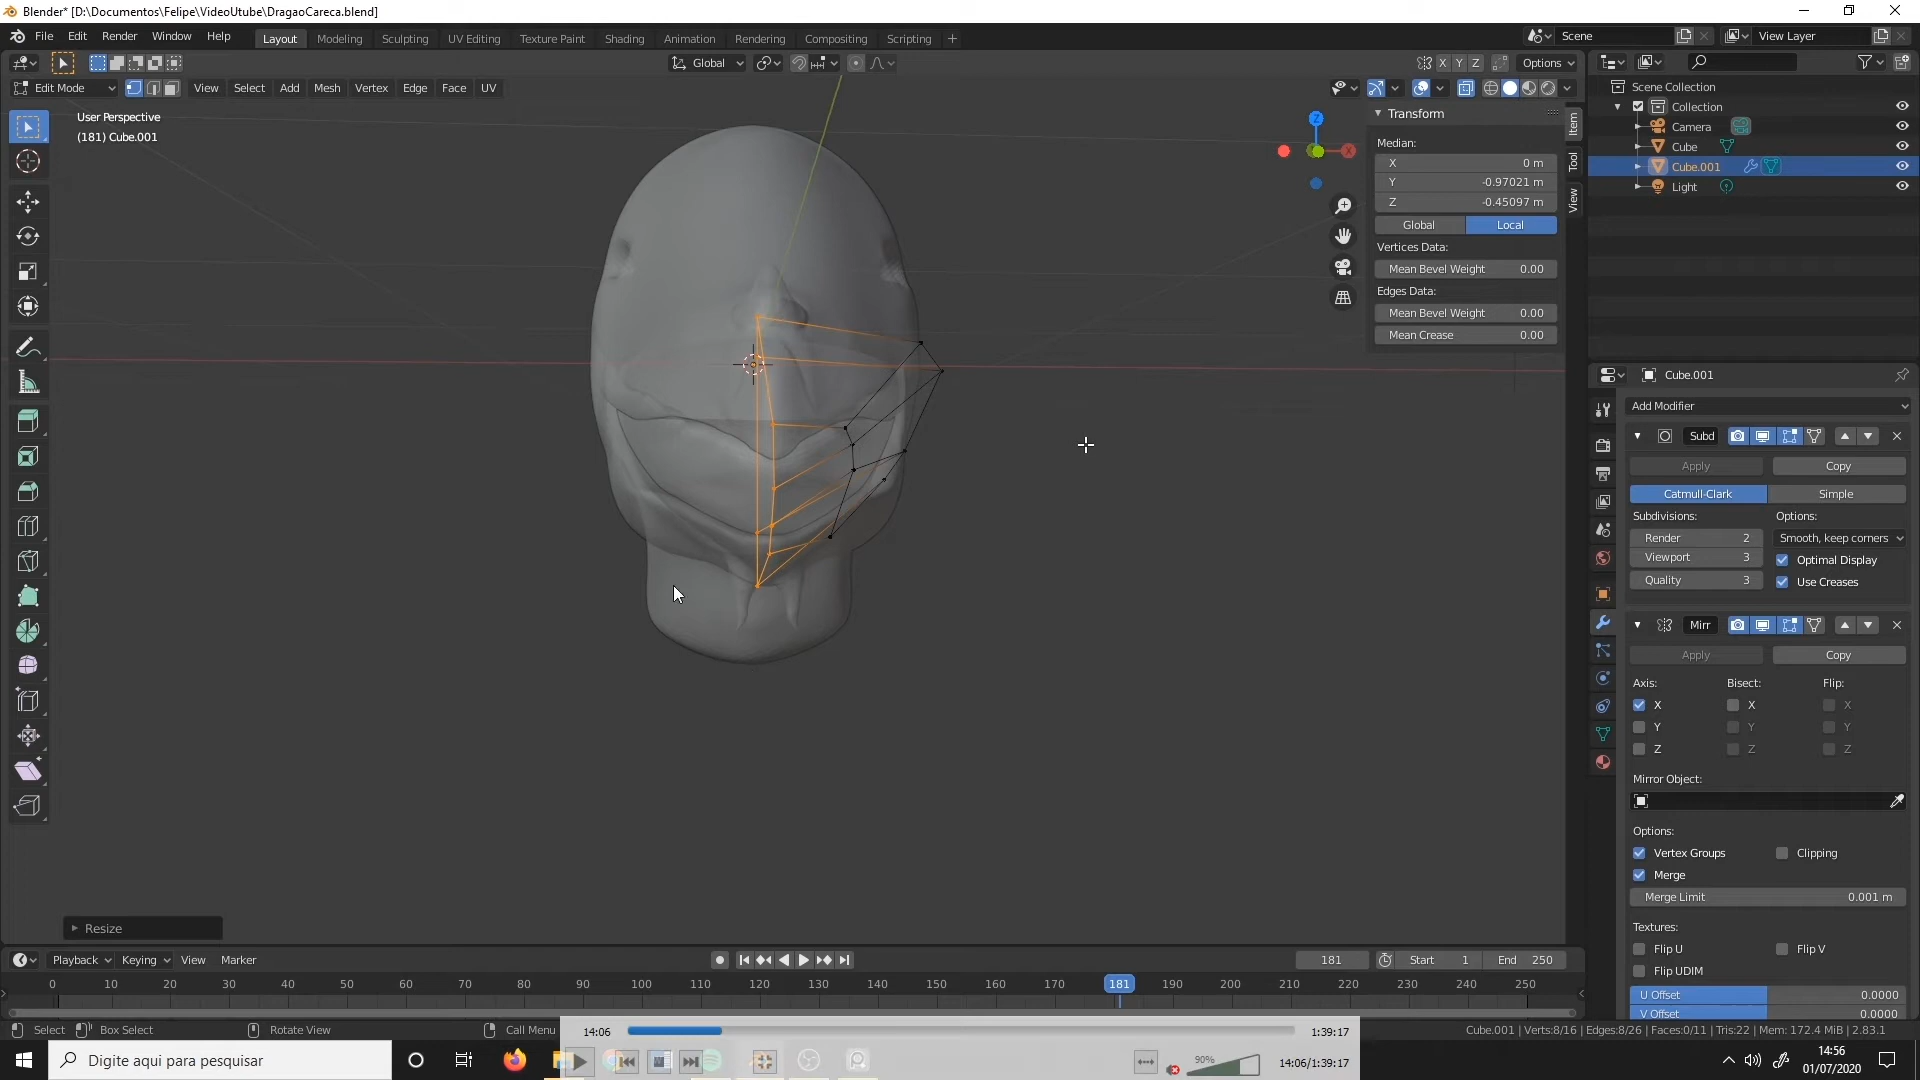 Blender* [D:\Documentos\Felipe\VideoUtube\DragaoCareca.blend]
File Edit Render Window Help Layout Modeling Sculpting UV Editing Texture Paint Shading Animation Rendering Compositing Scripting + Scene View Layer
Global X Y Z Options
Edit Mode View Select Add Mesh Vertex Edge Face UV
User Perspective
(181) Cube.001
Z
X
Transform
Median:
X 0 m
Y -0.97021 m
Z -0.45097 m
Global Local
Vertices Data:
Mean Bevel Weight 0.00
Edges Data:
Mean Bevel Weight 0.00
Mean Crease 0.00
Item
Tool
View
Scene Collection
Collection
Camera
Cube
Cube.001
Light
Cube.001
Add Modifier
Subd
Apply Copy
Catmull-Clark Simple
Subdivisions: Options:
Render 2 Smooth, keep corners
Viewport 3 Optimal Display
Quality 3 Use Creases
Mirr
Apply Copy
Axis: Bisect: Flip:
X X X
Y Y Y
Z Z Z
Mirror Object:
Options:
Vertex Groups Clipping
Merge
Merge Limit 0.001 m
Textures:
Flip U Flip V
Flip UDIM
U Offset 0.0000
V Offset 0.0000
Resize
Playback Keying View Marker 181 Start 1 End 250
0 10 20 30 40 50 60 70 80 90 100 110 120 130 140 150 160 170 181 190 200 210 220 230 240 250
Select Box Select Rotate View Call Menu Cube.001 | Verts:8/16 | Edges:8/26 | Faces:0/11 | Tris:22 | Mem: 172.4 MiB | 2.83.1
14:06 1:39:17
Digite aqui para pesquisar
90%
14:06/1:39:17
14:56
01/07/2020